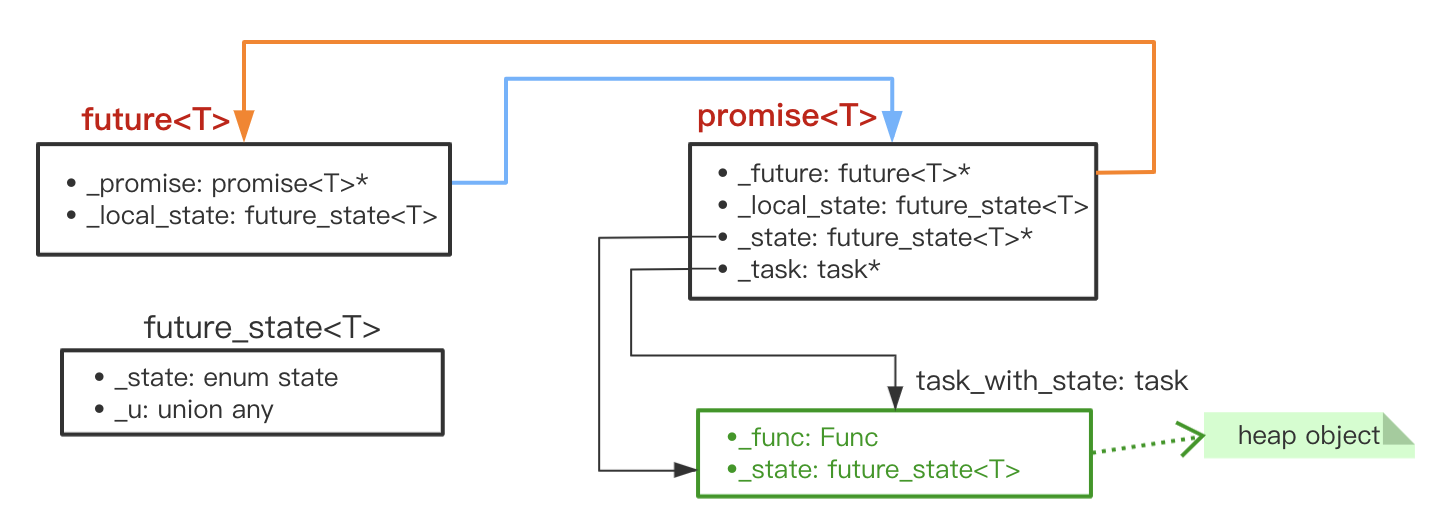 future<T>
• _promise: promise<T>*
• _local_state: future_state<T>
promise<T>
• _future: future<T>*
• _local_state: future_state<T>
• _state: future_state<T>*
• _task: task*
future_state<T>
• _state: enum state
• _u: union any
task_with_state: task
•_func: Func
•_state: future_state<T>
heap object